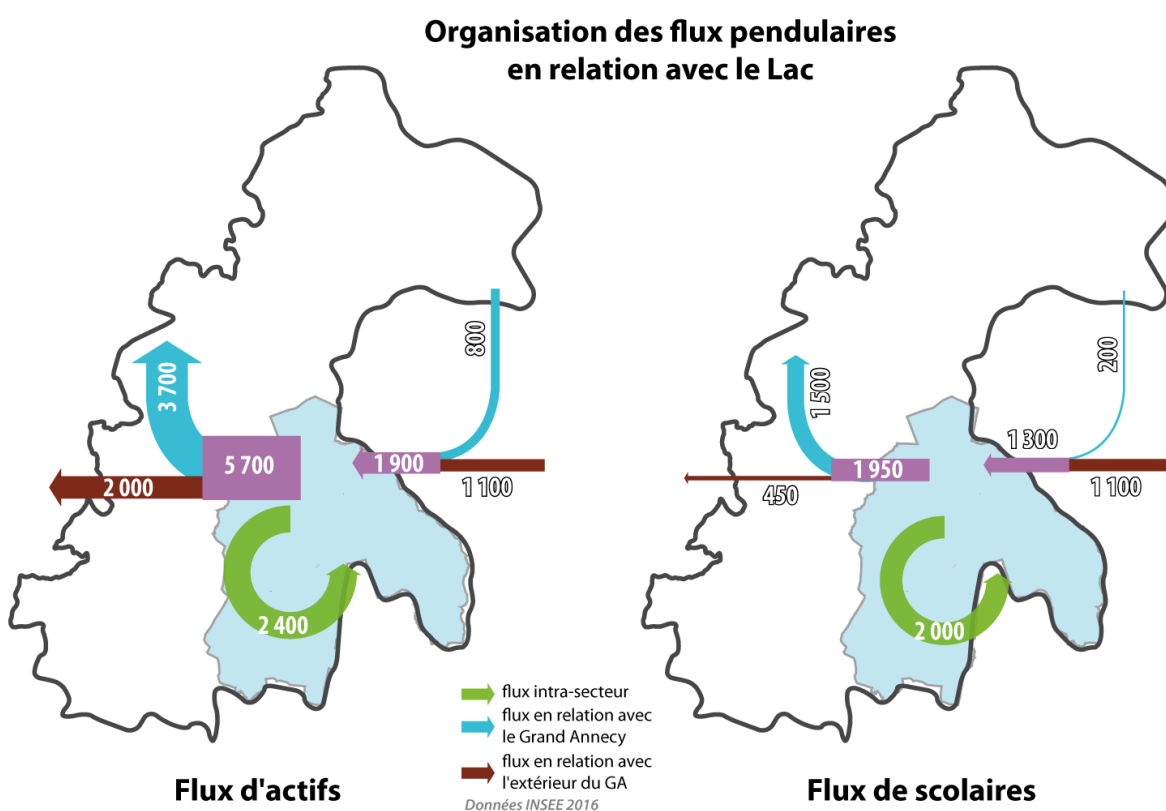 Organisation des flux pendulaires
en relation avec le Lac
800
3 700
5 700
1 900
2 000
1 100
2 400
200
1 500
1 300
1 950
450
1 100
2 000
flux intra-secteur
flux en relation avec
le Grand Annecy
flux en relation avec
l'extérieur du GA
Données INSEE 2016
Flux d'actifs
Flux de scolaires